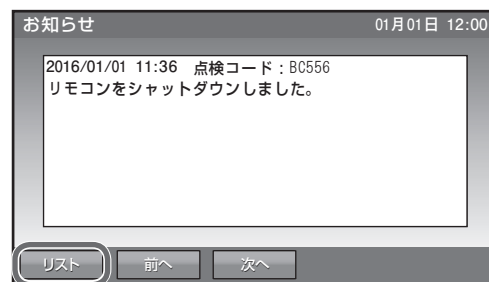 お知らせ 01月01日 12:00
2016/01/01 11:36 点検コード：BC556
リモコンをシャットダウンしました。
リスト 前へ 次へ